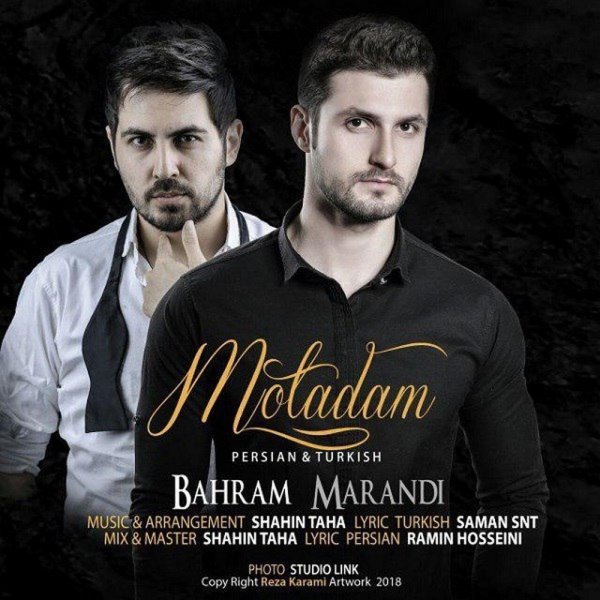 Motadam
PERSIAN & TURKISH
BAHRAM MARANDI
MUSIC & ARRANGEMENT SHAHIN TAHA LYRIC TURKISH SAMAN SNT
MIX & MASTER SHAHIN TAHA LYRIC PERSIAN RAMIN HOSSEINI
PHOTO STUDIO LINK
Copy Right Reza Karami Artwork 2018